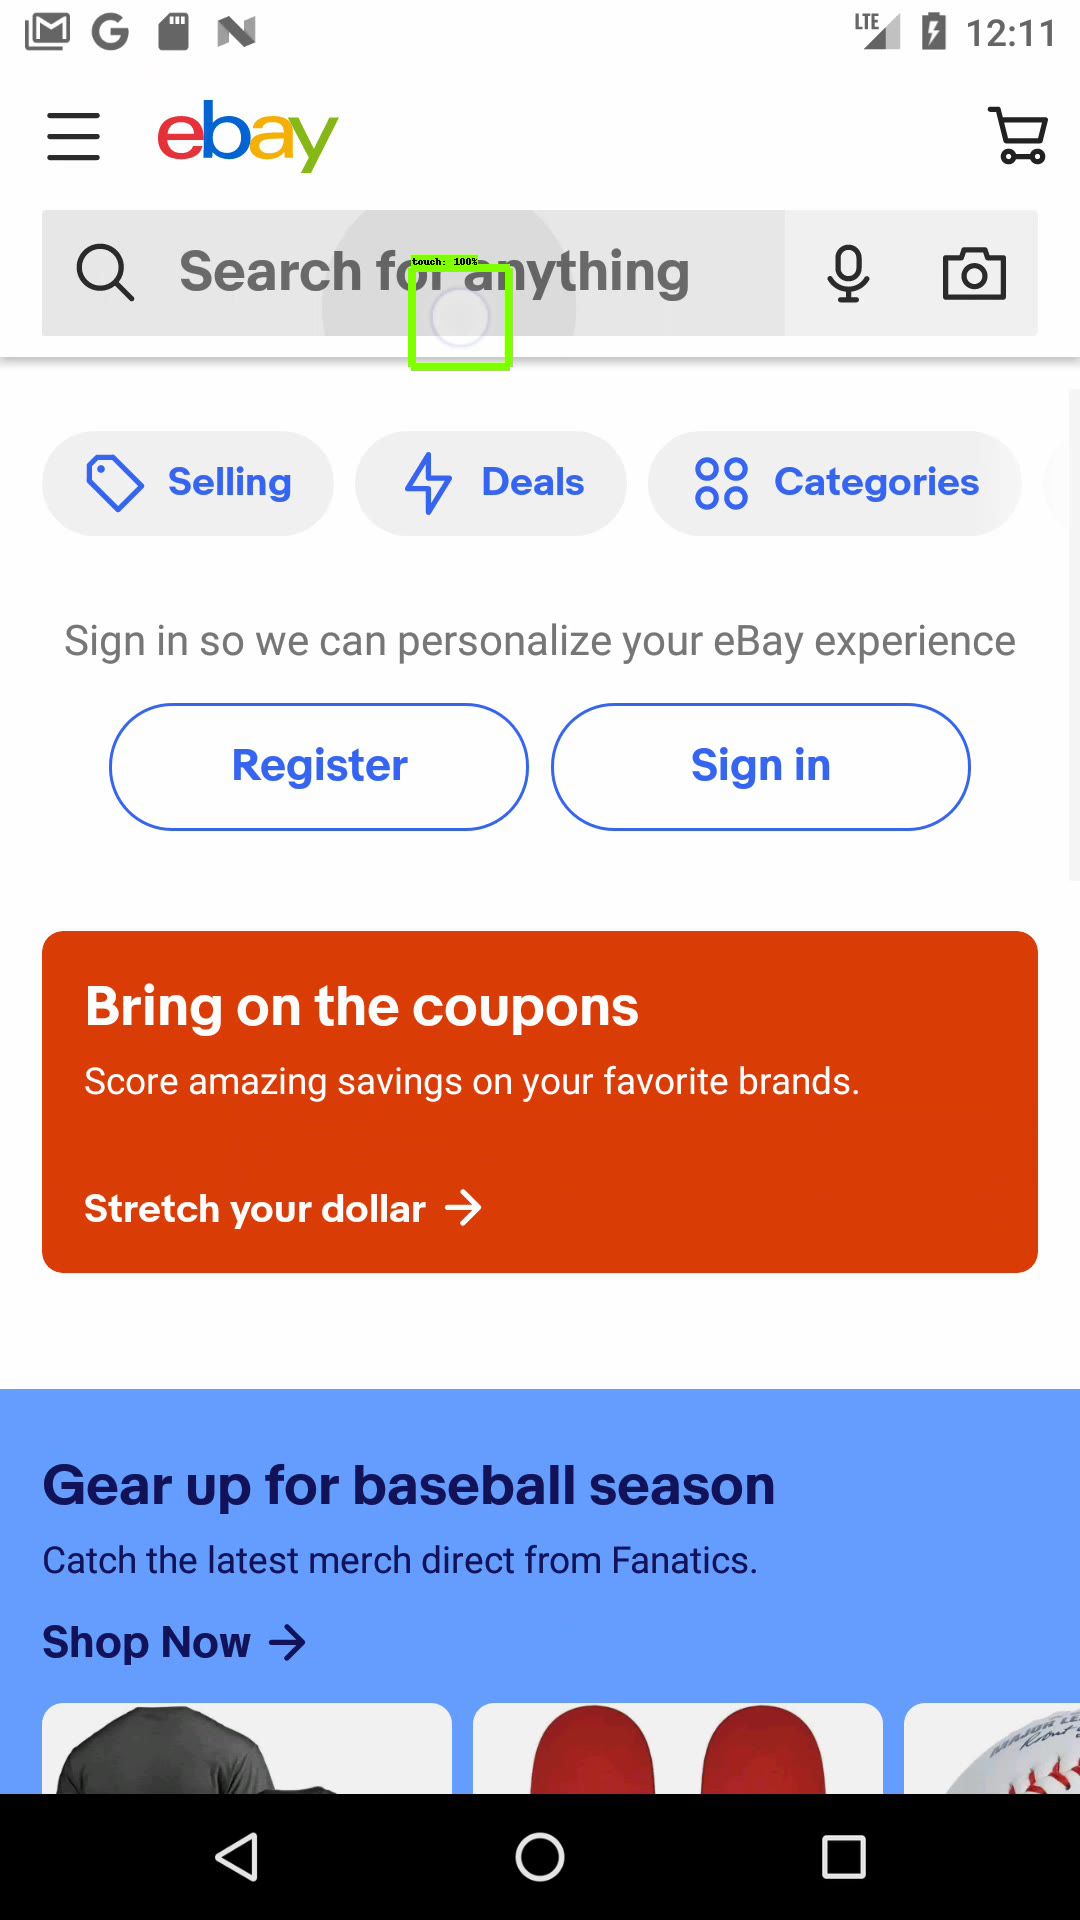 LTE 12:11
ebay
Search for anything
touch: 100%
Selling Deals Categories
Sign in so we can personalize your eBay experience
Register Sign in
Bring on the coupons
Score amazing savings on your favorite brands.
Stretch your dollar
Gear up for baseball season
Catch the latest merch direct from Fanatics.
Shop Now
MAJOR LE